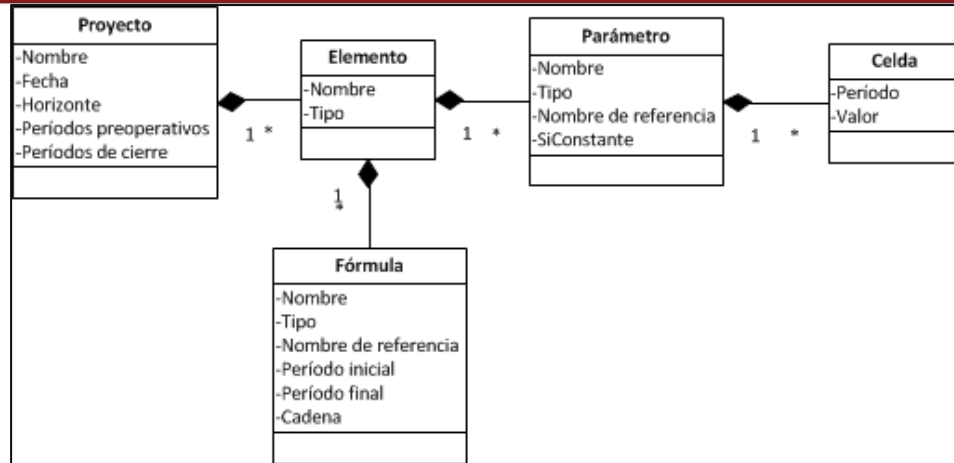 Proyecto
-Nombre
-Fecha
-Horizonte
-Períodos preoperativos
-Períodos de cierre
1 *
Elemento
-Nombre
-Tipo
1 *
Parámetro
-Nombre
-Tipo
-Nombre de referencia
-SiConstante
1 *
Celda
-Período
-Valor
1
*
Fórmula
-Nombre
-Tipo
-Nombre de referencia
-Período inicial
-Período final
-Cadena